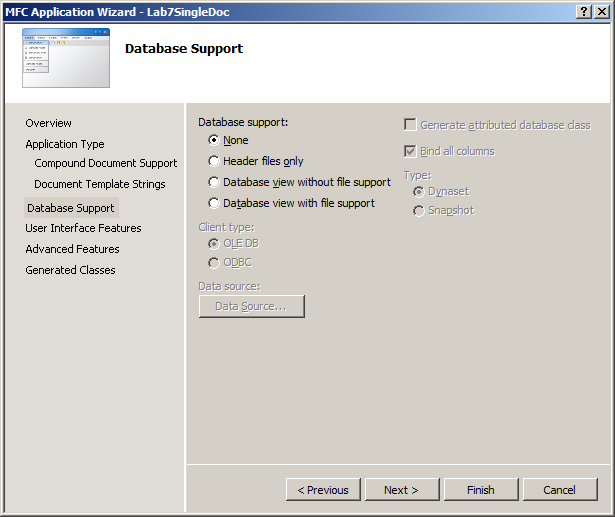 MFC Application Wizard - Lab7SingleDoc
Database Support
Overview
Application Type
Compound Document Support
Document Template Strings
Database Support
User Interface Features
Advanced Features
Generated Classes
Database support:
None
Header files only
Database view without file support
Database view with file support
Client type:
OLE DB
ODBC
Data source:
Data Source...
Generate attributed database class
Bind all columns
Type:
Dynaset
Snapshot
< Previous
Next >
Finish
Cancel